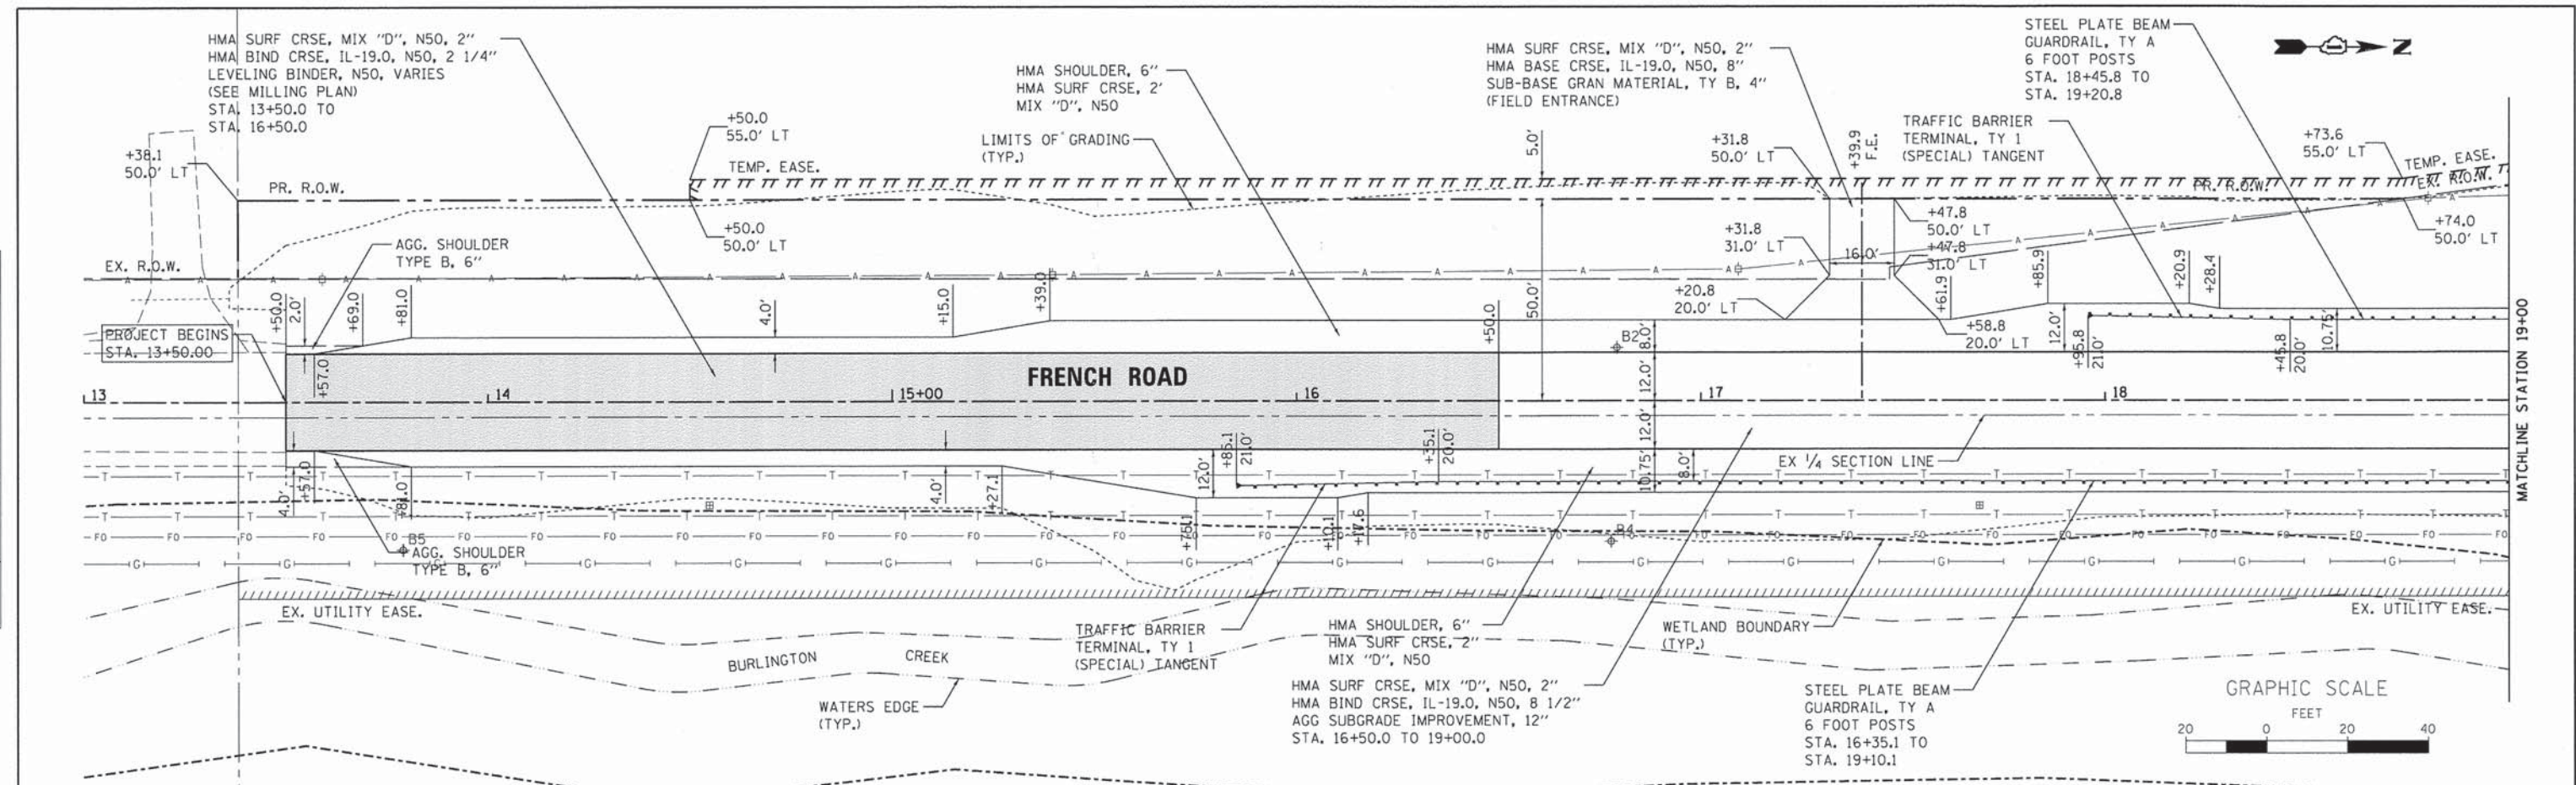 HMA SURF CRSE, MIX "D", N50, 2"
HMA BIND CRSE, IL-19.0, N50, 2 1/4"
LEVELING BINDER, N50, VARIES
(SEE MILLING PLAN)
STA. 13+50.0 TO
STA. 16+50.0
HMA SHOULDER, 6"
HMA SURF CRSE, 2'
MIX "D", N50
LIMITS OF GRADING
(TYP.)
HMA SURF CRSE, MIX "D", N50, 2"
HMA BASE CRSE, IL-19.0, N50, 8"
SUB-BASE GRAN MATERIAL, TY B, 4"
(FIELD ENTRANCE)
STEEL PLATE BEAM
GUARDRAIL, TY A
6 FOOT POSTS
STA. 18+45.8 TO
STA. 19+20.8
N
TRAFFIC BARRIER
TERMINAL, TY 1
(SPECIAL) TANGENT
+38.1
50.0' LT
+50.0
55.0' LT
TEMP. EASE.
PR. R.O.W.
5.0'
+31.8
50.0' LT
+39.9
F.E.
+73.6
55.0' LT
TEMP. EASE.
PR. R.O.W.
EX. R.O.W.
+50.0
50.0' LT
+47.8
50.0' LT
+74.0
50.0' LT
AGG. SHOULDER
TYPE B, 6"
EX. R.O.W.
+31.8
31.0' LT
16.0'
+47.8
31.0' LT
+20.8
20.0' LT
+58.8
20.0' LT
+50.0
2.0'
+69.0
+81.0
4.0'
+15.0
+39.0
+50.0
50.0'
8.0'
B2
+61.9
+85.9
12.0'
+95.8
21.0'
+20.9
+28.4
+45.8
20.0'
10.75'
PROJECT BEGINS
STA. 13+50.00
+57.0
FRENCH ROAD
12.0'
12.0'
13
14
15+00
16
17
18
MATCHLINE STATION 19+00
4.0'
+57.0
+81.0
4.0'
+27.1
12.0'
+75.1
+85.1
21.0'
+10.1
+17.6
+35.1
20.0'
10.75'
8.0'
EX 1/4 SECTION LINE
B5
B4
AGG. SHOULDER
TYPE B, 6"
EX. UTILITY EASE.
EX. UTILITY EASE.
BURLINGTON CREEK
WATERS EDGE
(TYP.)
TRAFFIC BARRIER
TERMINAL, TY 1
(SPECIAL) TANGENT
HMA SHOULDER, 6"
HMA SURF CRSE, 2"
MIX "D", N50
WETLAND BOUNDARY
(TYP.)
HMA SURF CRSE, MIX "D", N50, 2"
HMA BIND CRSE, IL-19.0, N50, 8 1/2"
AGG SUBGRADE IMPROVEMENT, 12"
STA. 16+50.0 TO 19+00.0
STEEL PLATE BEAM
GUARDRAIL, TY A
6 FOOT POSTS
STA. 16+35.1 TO
STA. 19+10.1
GRAPHIC SCALE
FEET
20 0 20 40